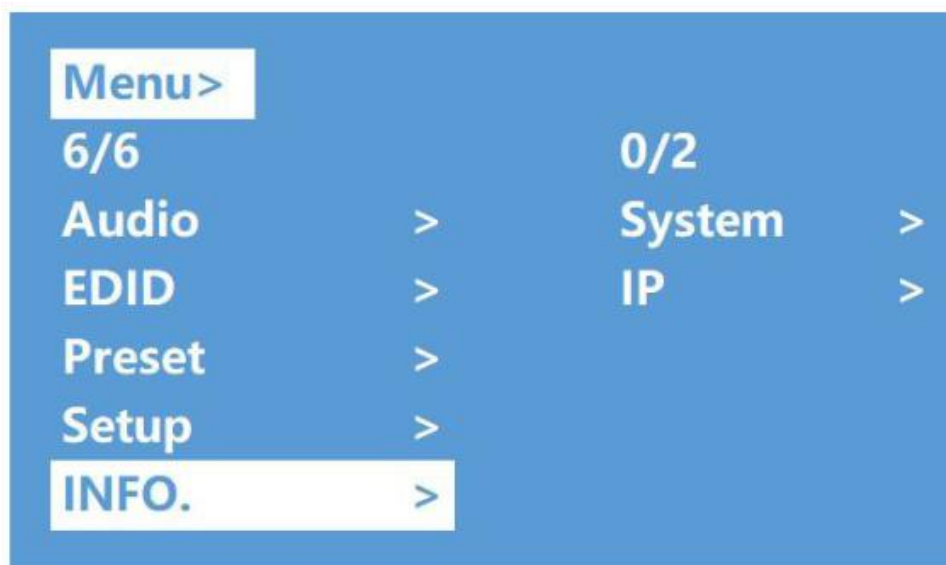 Menu>
6/6 0/2
Audio > System >
EDID > IP >
Preset >
Setup >
INFO. >